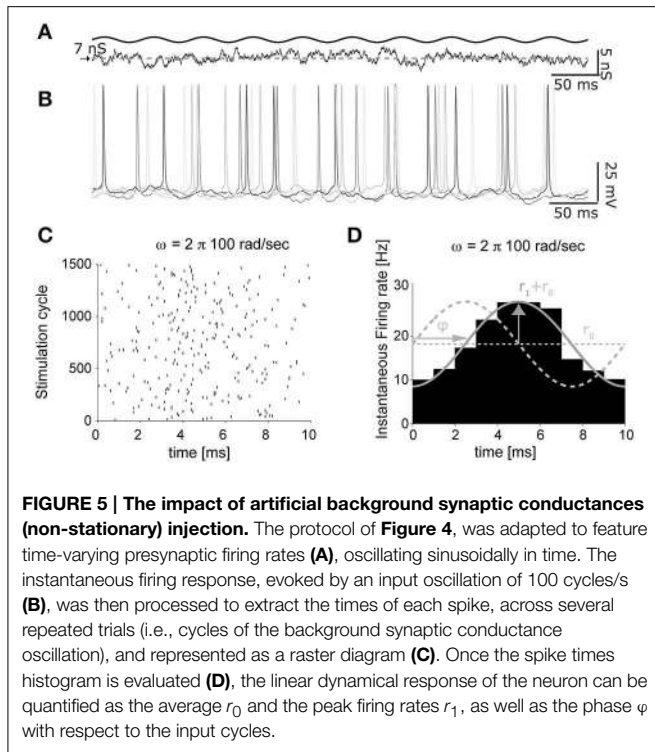 A
7 nS
5 nS
50 ms
B
25 mV
50 ms
C
ω = 2 π 100 rad/sec
Stimulation cycle
1500
1000
500
0
0 2 4 6 8 10
time [ms]
D
ω = 2 π 100 rad/sec
Instantaneous Firing rate [Hz]
30
20
10
0
r₁+r₀
φ
r₀
0 2 4 6 8 10
time [ms]
FIGURE 5 | The impact of artificial background synaptic conductances
(non-stationary) injection. The protocol of Figure 4, was adapted to feature
time-varying presynaptic firing rates (A), oscillating sinusoidally in time. The
instantaneous firing response, evoked by an input oscillation of 100 cycles/s
(B), was then processed to extract the times of each spike, across several
repeated trials (i.e., cycles of the background synaptic conductance
oscillation), and represented as a raster diagram (C). Once the spike times
histogram is evaluated (D), the linear dynamical response of the neuron can be
quantified as the average r₀ and the peak firing rates r₁, as well as the phase φ
with respect to the input cycles.